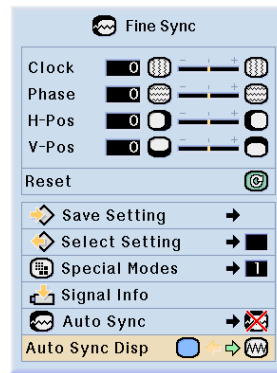 Fine Sync
Clock 0 - +
Phase 0 - +
H-Pos 0 - +
V-Pos 0 - +
Reset
Save Setting
Select Setting
Special Modes 1
Signal Info
Auto Sync
Auto Sync Disp